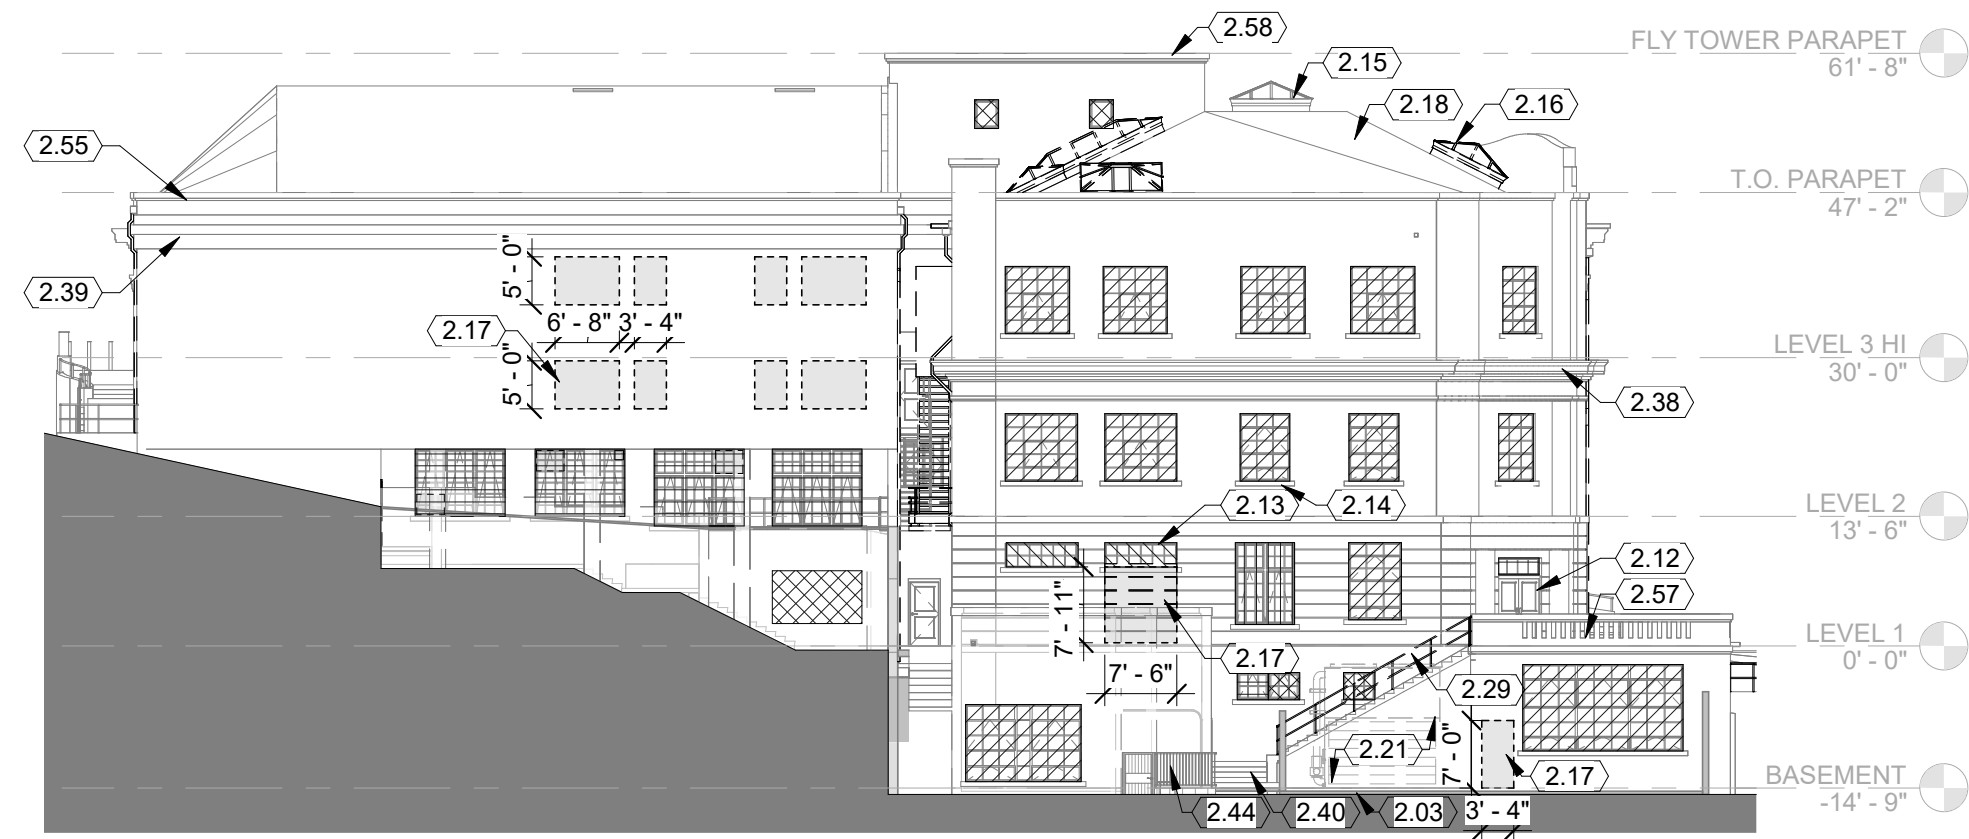 2.58
FLY TOWER PARAPET
61' - 8"
2.15
2.18
2.16
2.55
T.O. PARAPET
47' - 2"
5' - 0"
2.39
6' - 8"
3' - 4"
2.17
LEVEL 3 HI
30' - 0"
5' - 0"
2.38
2.13
2.14
LEVEL 2
13' - 6"
2.12
2.57
7' - 11"
LEVEL 1
0' - 0"
2.17
7' - 6"
2.29
2.21
7' - 0"
2.17
BASEMENT
-14' - 9"
2.44
2.40
2.03
3' - 4"